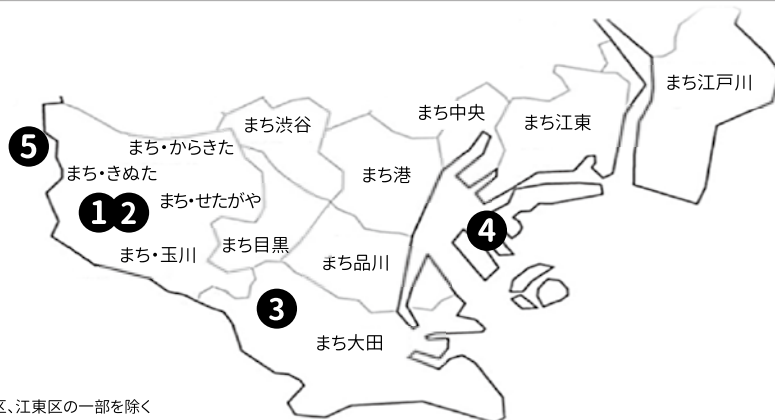 まち江戸川
まち中央
まち江東
まち渋谷
5
まち・からきた
まち・きぬた
まち港
まち・せたがや
1
2
4
まち目黒
まち・玉川
まち品川
3
まち大田
区、江東区の一部を除く